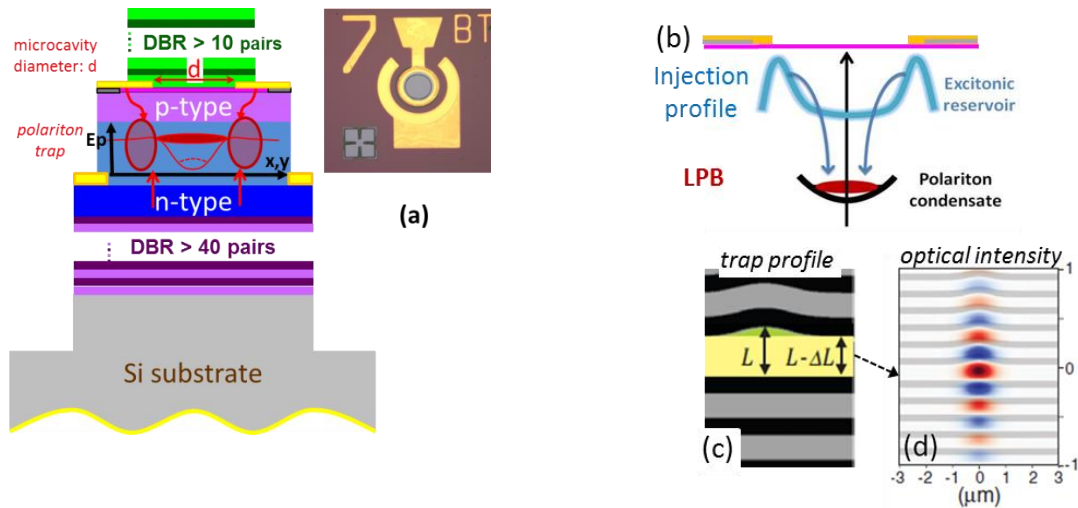 DBR > 10 pairs
microcavity
diameter: d
d
p-type
polariton
trap
Ep
x,y
n-type
DBR > 40 pairs
Si substrate
7
BT
(a)
(b)
Injection
profile
Excitonic
reservoir
LPB
Polariton
condensate
trap profile
L
L-ΔL
(c)
optical intensity
1
0
-1
(d)
-3 -2 -1 0 1 2 3
(µm)